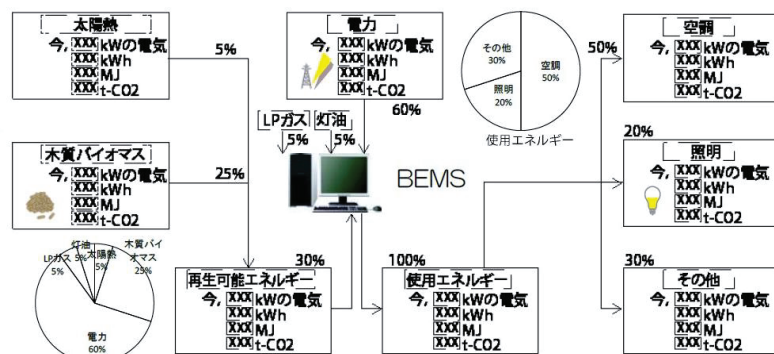 太陽熱
今, XXX kWの電気
XXX kWh
XXX MJ
XXX t-CO2
5%
電力
今, XXX kWの電気
XXX kWh
XXX MJ
XXX t-CO2
60%
その他
30%
空調
50%
照明
20%
使用エネルギー
50%
空調
今, XXX kWの電気
XXX kWh
XXX MJ
XXX t-CO2
LPガス
5%
灯油
5%
木質バイオマス
今, XXX kWの電気
XXX kWh
XXX MJ
XXX t-CO2
25%
BEMS
20%
照明
今, XXX kWの電気
XXX kWh
XXX MJ
XXX t-CO2
灯油
5%
太陽熱
5%
木質バイ
オマス
25%
LPガス
5%
電力
60%
30%
再生可能エネルギー
今, XXX kWの電気
XXX kWh
XXX MJ
XXX t-CO2
100%
使用エネルギー
今, XXX kWの電気
XXX kWh
XXX MJ
XXX t-CO2
30%
その他
今, XXX kWの電気
XXX kWh
XXX MJ
XXX t-CO2